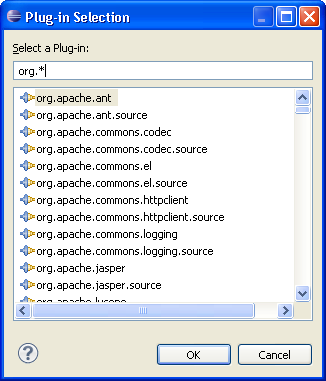 Plug-in Selection
Select a Plug-in:
org.*
org.apache.ant
org.apache.ant.source
org.apache.commons.codec
org.apache.commons.codec.source
org.apache.commons.el
org.apache.commons.el.source
org.apache.commons.httpclient
org.apache.commons.httpclient.source
org.apache.commons.logging
org.apache.commons.logging.source
org.apache.jasper
org.apache.jasper.source
org.apache.lucene
?
OK
Cancel